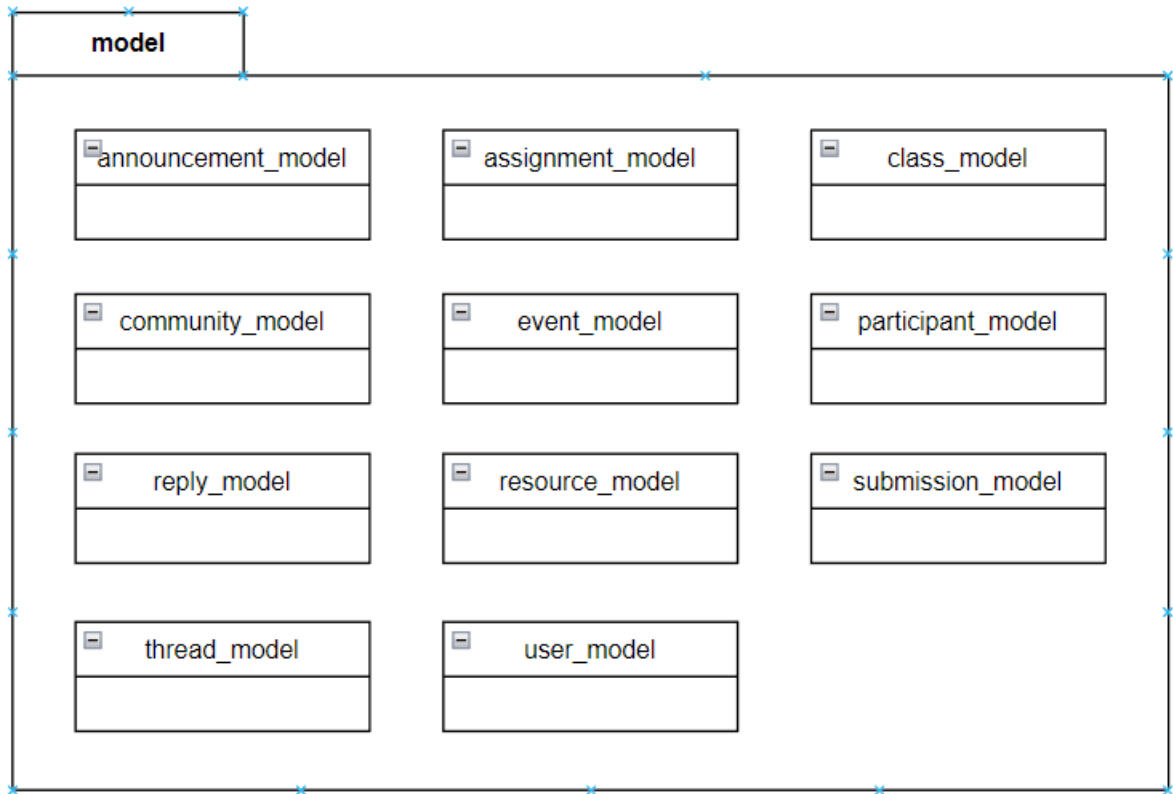 model
announcement_model
assignment_model
class_model
community_model
event_model
participant_model
reply_model
resource_model
submission_model
thread_model
user_model